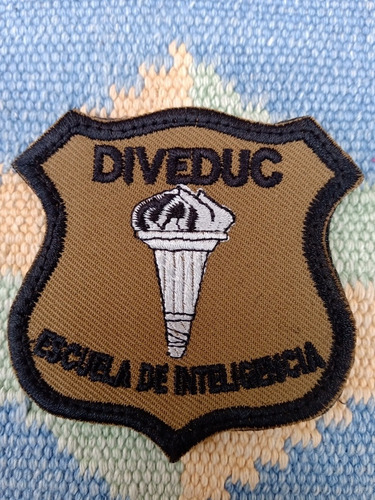 DIVEDUC
ESCUELA DE INTELIGENCIA